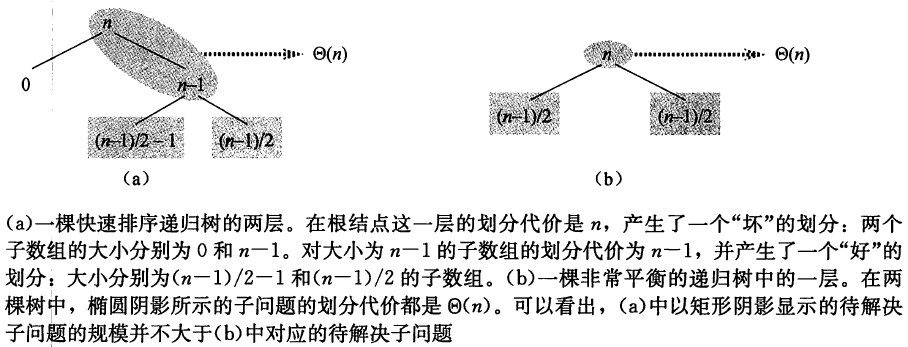 n
Θ(n)
0
n−1
(n−1)/2−1
(n−1)/2
(a)
n
Θ(n)
(n−1)/2
(n−1)/2
(b)
(a)一棵快速排序递归树的两层。在根结点这一层的划分代价是 n，产生了一个“坏”的划分：两个
子数组的大小分别为 0 和 n−1。对大小为 n−1 的子数组的划分代价为 n−1，并产生了一个“好”的
划分：大小分别为(n−1)/2−1 和(n−1)/2 的子数组。(b)一棵非常平衡的递归树中的一层。在两
棵树中，椭圆阴影所示的子问题的划分代价都是 Θ(n)。可以看出，(a)中以矩形阴影显示的待解决
子问题的规模并不大于(b)中对应的待解决子问题